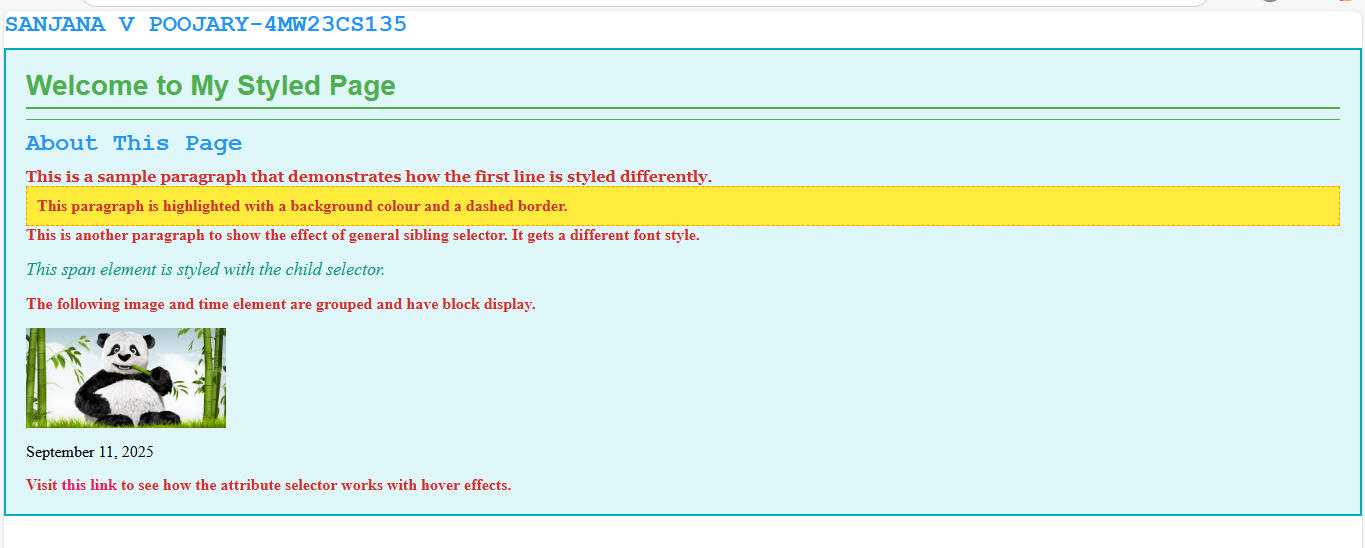 SANJANA V POOJARY-4MW23CS135
Welcome to My Styled Page
About This Page
This is a sample paragraph that demonstrates how the first line is styled differently.
This paragraph is highlighted with a background colour and a dashed border.
This is another paragraph to show the effect of general sibling selector. It gets a different font style.
This span element is styled with the child selector.
The following image and time element are grouped and have block display.
September 11, 2025
Visit this link to see how the attribute selector works with hover effects.